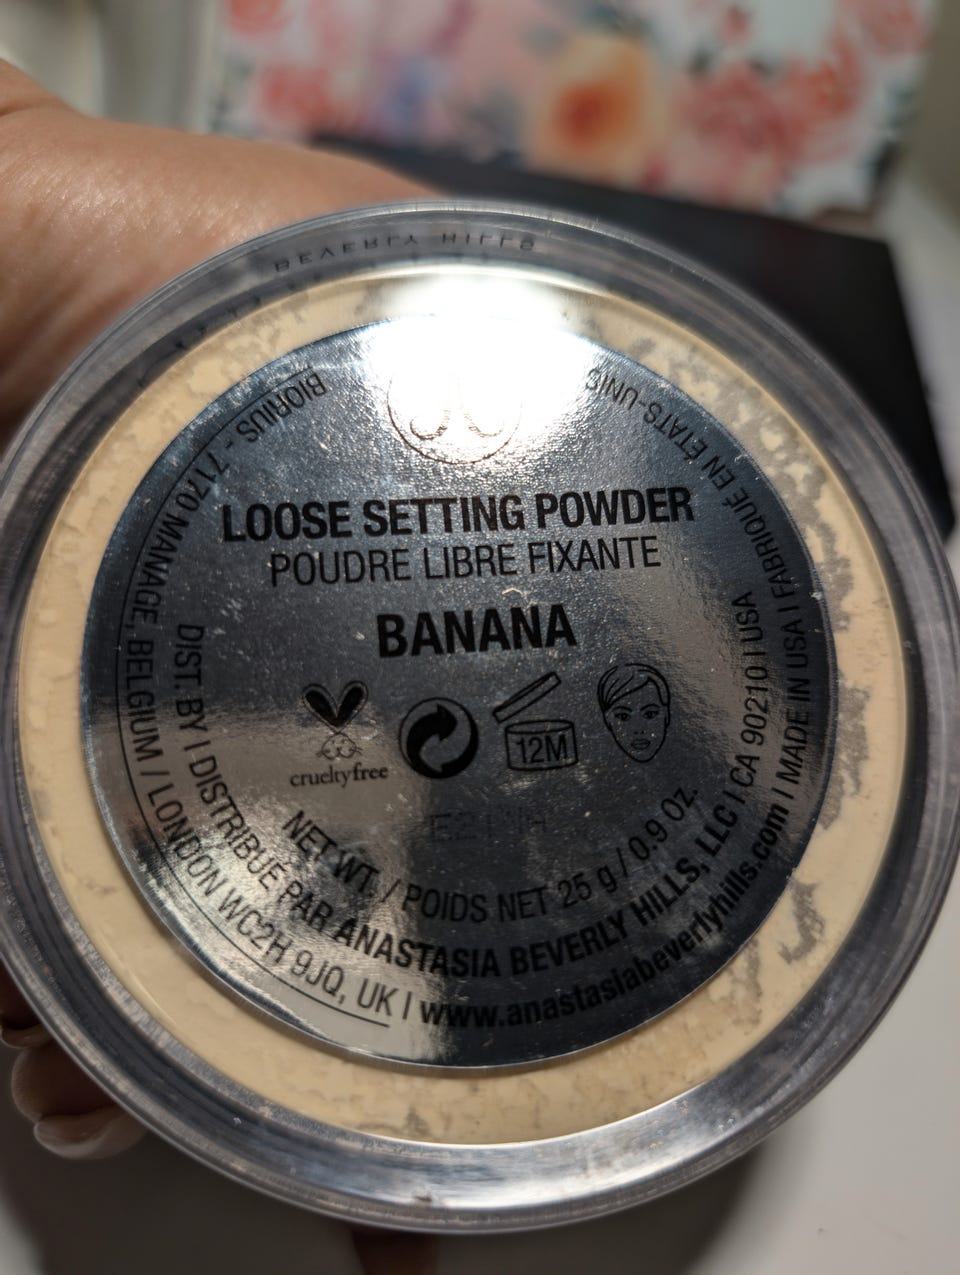 BEVERLY HILLS
LOOSE SETTING POWDER
POUDRE LIBRE FIXANTE
BANANA
crueltyfree
12M
NET WT. / POIDS NET 25 g / 0.9 Oz.
DIST. BY | DISTRIBUÉ PAR ANASTASIA BEVERLY HILLS, LLC | CA 90210 | USA
BIORIUS - 7170 MANAGE, BELGIUM / LONDON WC2H 9JQ, UK | www.anastasiabeverlyhills.com | MADE IN USA | FABRIQUÉ EN ÉTATS-UNIS